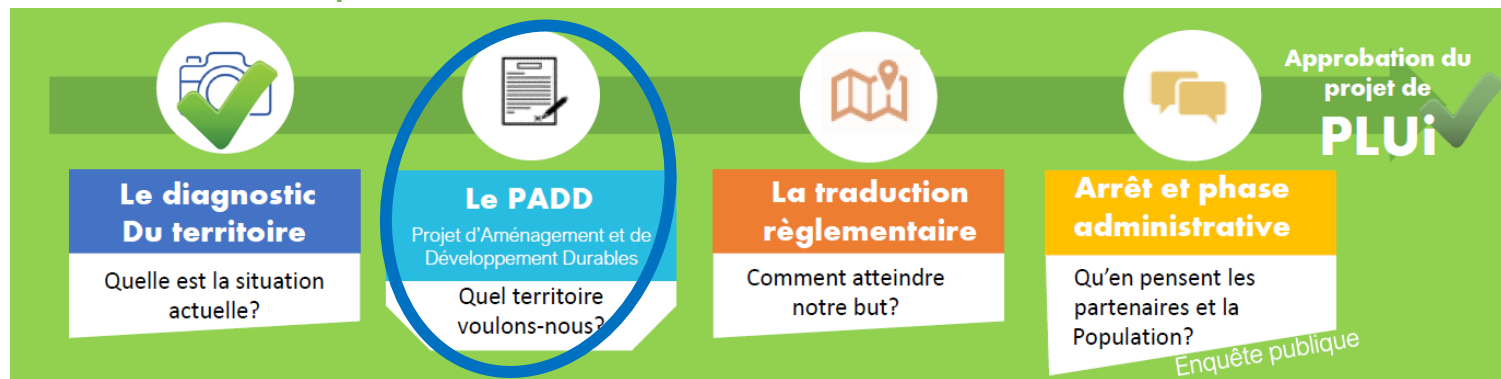 Le diagnostic
Du territoire
Quelle est la situation
actuelle?
Le PADD
Projet d'Aménagement et de
Développement Durables
Quel territoire
voulons-nous?
La traduction
règlementaire
Comment atteindre
notre but?
Arrêt et phase
administrative
Qu'en pensent les
partenaires et la
Population?
Enquête publique
Approbation du
projet de
PLUi